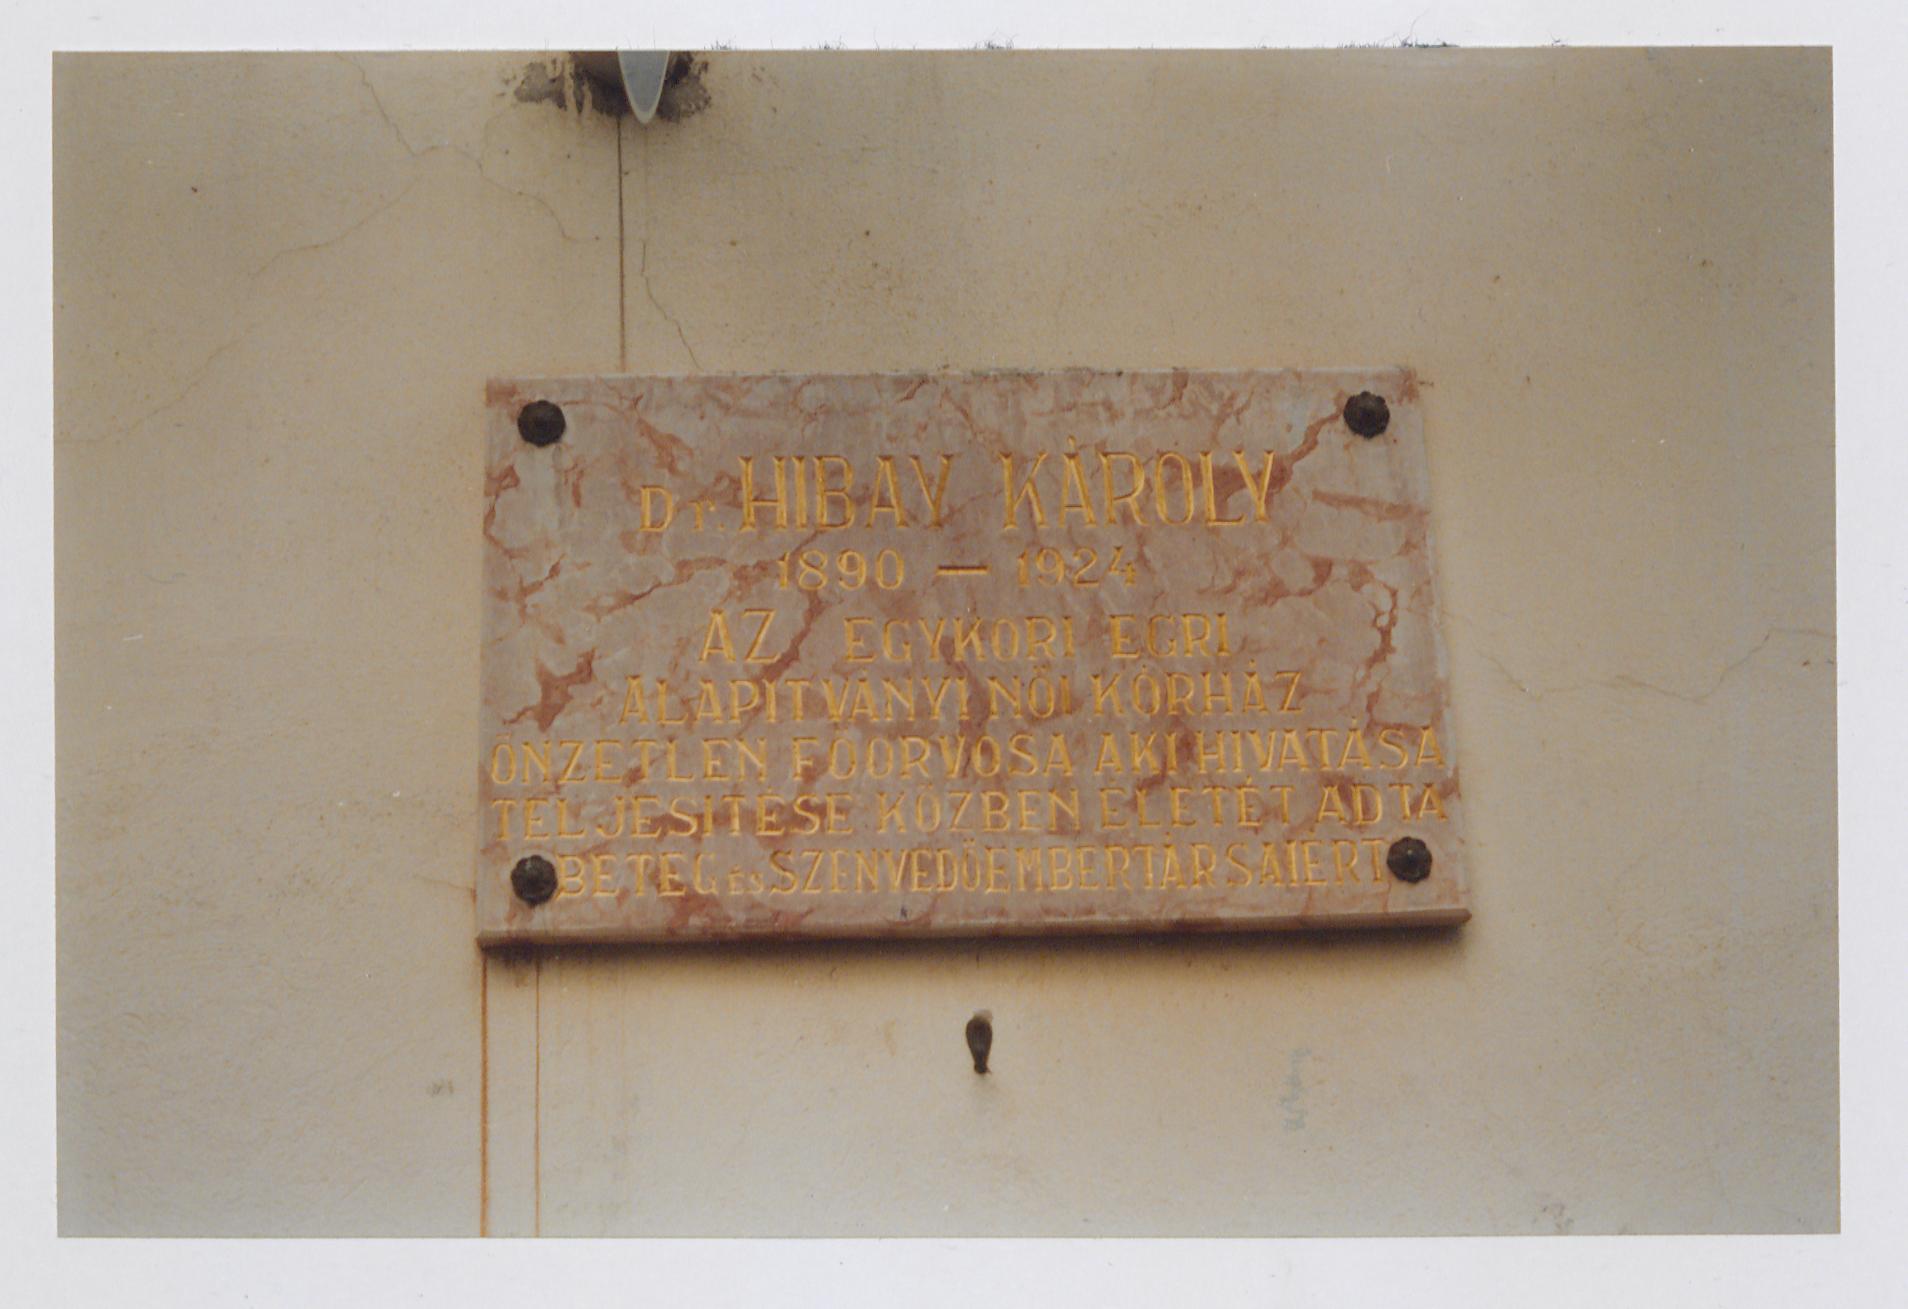 Dr. HIBAY KÁROLY
1890 — 1924
AZ EGYKORI EGRI
ALAPITVÁNYI NŐI KÓRHÁZ
ÖNZETLEN FŐORVOSA AKI HIVATÁSA
TELJESITÉSE KÖZBEN ÉLETÉT ADTA
BETEG ÉS SZENVEDŐ EMBERTÁRSAIÉRT